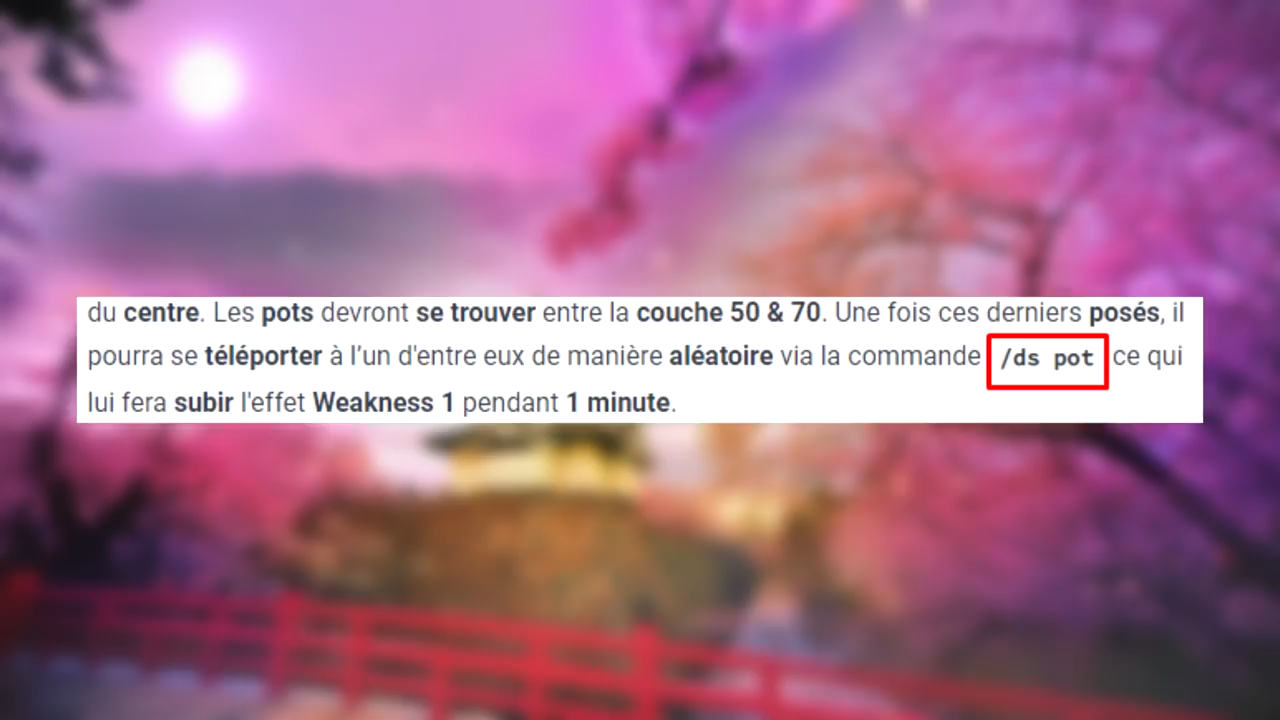 du centre. Les pots devront se trouver entre la couche 50 & 70. Une fois ces derniers posés, il
pourra se téléporter à l’un d'entre eux de manière aléatoire via la commande /ds pot ce qui
lui fera subir l'effet Weakness 1 pendant 1 minute.